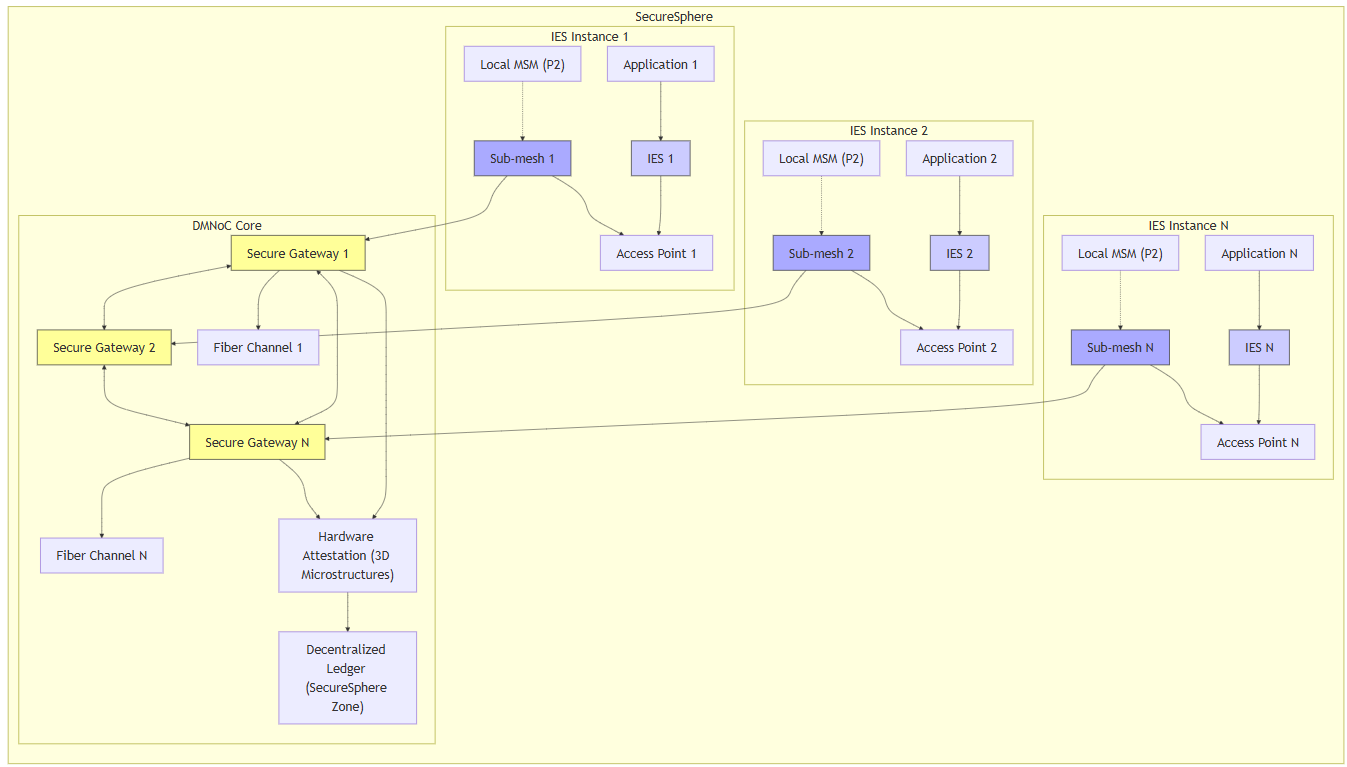 SecureSphere
IES Instance 1
Local MSM (P2)
Application 1
Sub-mesh 1
IES 1
Access Point 1
IES Instance 2
Local MSM (P2)
Application 2
Sub-mesh 2
IES 2
Access Point 2
IES Instance N
Local MSM (P2)
Application N
Sub-mesh N
IES N
Access Point N
DMNoC Core
Secure Gateway 1
Secure Gateway 2
Fiber Channel 1
Secure Gateway N
Fiber Channel N
Hardware
Attestation (3D
Microstructures)
Decentralized
Ledger
(SecureSphere
Zone)